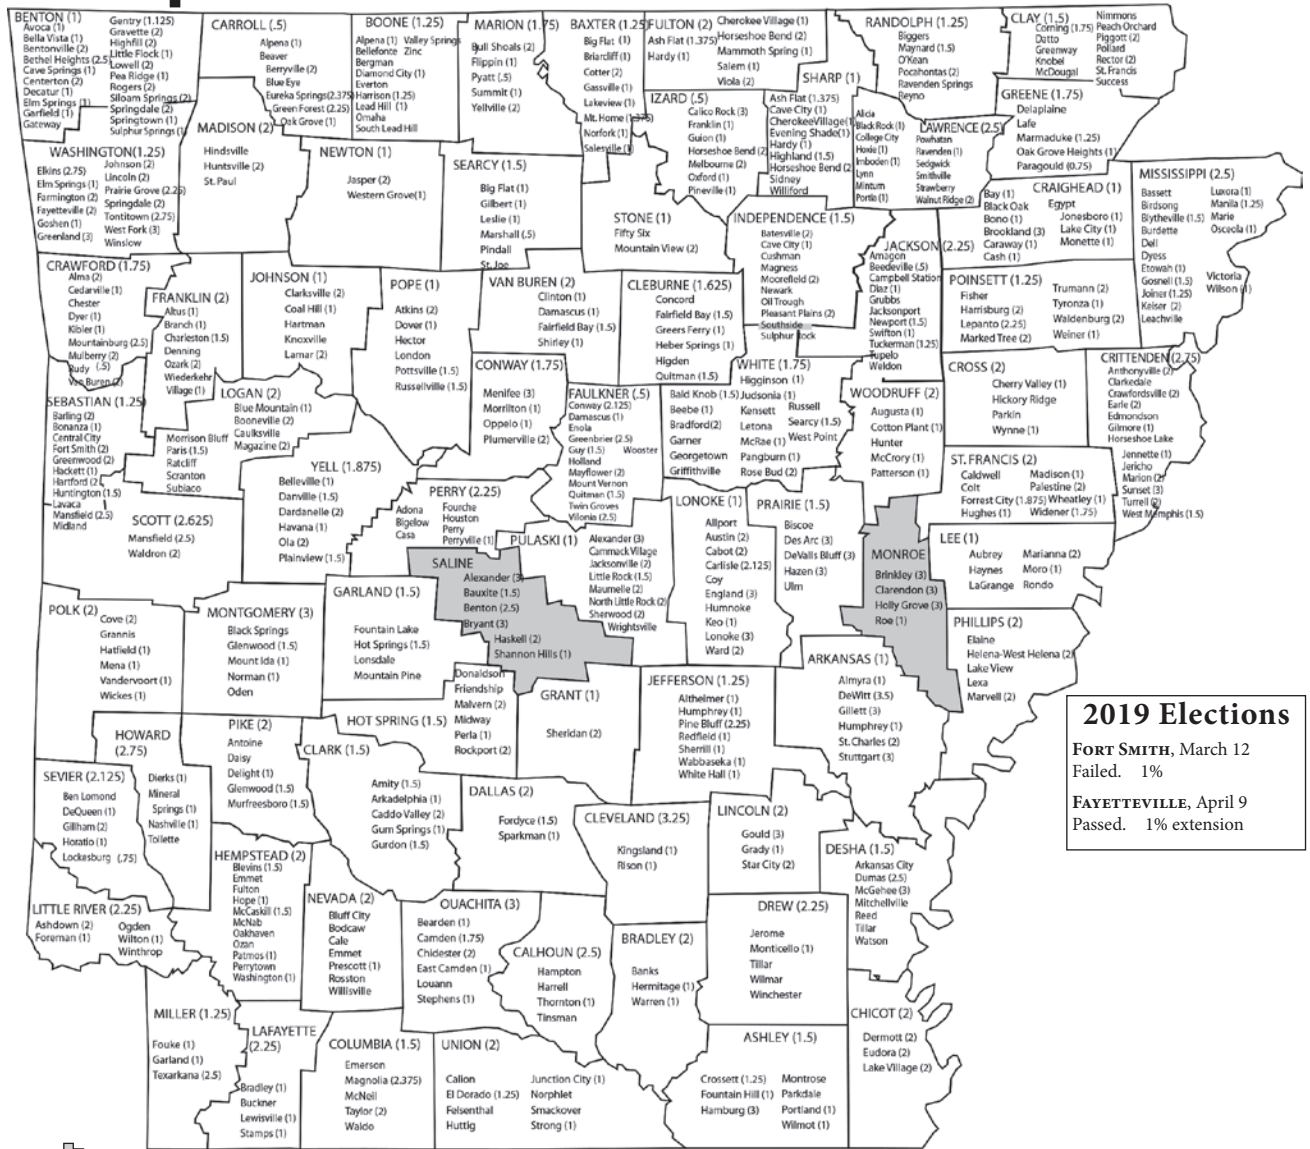 BENTON (1)
Avoca (1)
Bella Vista (1)
Bentonville (2)
Bethel Heights (2.5)
Cave Springs (1)
Centerton (2)
Decatur (1)
Elm Springs (1)
Garfield (1)
Gateway
Gentry (1.125)
Gravette (2)
Highfill (2)
Little Flock (1)
Lowell (2)
Pea Ridge (1)
Rogers (2)
Siloam Springs (2)
Springdale (2)
Springtown (1)
Sulphur Springs (1)
CARROLL (.5)
Alpena (1)
Beaver
Berryville (2)
Blue Eye
Eureka Springs(2.375)
Green Forest (2.25)
Oak Grove (1)
BOONE (1.25)
Alpena (1) Valley Springs
Bellefonte Zinc
Bergman
Diamond City (1)
Everton
Harrison (1.25)
Lead Hill (1)
Omaha
South Lead Hill
MARION (1.75)
Bull Shoals (2)
Flippin (1)
Pyatt (.5)
Summit (1)
Yellville (2)
BAXTER (1.25)
Big Flat (1)
Briarcliff (1)
Cotter (2)
Gassville (1)
Lakeview (1)
Mt. Home (1.375)
Norfork (1)
Salesville (1)
FULTON (2)
Ash Flat (1.375)
Hardy (1)
Cherokee Village (1)
Horseshoe Bend (2)
Mammoth Spring (1)
Salem (1)
Viola (2)
RANDOLPH (1.25)
Biggers
Maynard (1.5)
O'Kean
Pocahontas (2)
Ravenden Springs
Reyno
CLAY (1.5)
Corning (1.75)
Datto
Greenway
Knobel
McDougal
Nimmons
Peach Orchard
Piggott (2)
Pollard
Rector (2)
St. Francis
Success
SHARP (1)
Ash Flat (1.375)
Cave City (1)
CherokeeVillage(1)
Evening Shade(1)
Hardy (1)
Highland (1.5)
Horseshoe Bend (2)
Sidney
Williford
IZARD (.5)
Calico Rock (3)
Franklin (1)
Guion (1)
Horseshoe Bend (2)
Melbourne (2)
Oxford (1)
Pineville (1)
LAWRENCE (2.5)
Alicia
Black Rock (1)
College City
Hoxie (1)
Imboden (1)
Lynn
Minturn
Portia (1)
Powhatan
Ravenden (1)
Sedgwick
Smithville
Strawberry
Walnut Ridge (2)
GREENE (1.75)
Delaplaine
Lafe
Marmaduke (1.25)
Oak Grove Heights (1)
Paragould (0.75)
MADISON (2)
Hindsville
Huntsville (2)
St. Paul
WASHINGTON(1.25)
Elkins (2.75)
Elm Springs (1)
Farmington (2)
Fayetteville (2)
Goshen (1)
Greenland (3)
Johnson (2)
Lincoln (2)
Prairie Grove (2.25)
Springdale (2)
Tontitown (2.75)
West Fork (3)
Winslow
NEWTON (1)
Jasper (2)
Western Grove(1)
SEARCY (1.5)
Big Flat (1)
Gilbert (1)
Leslie (1)
Marshall (.5)
Pindall
St. Joe
STONE (1)
Fifty Six
Mountain View (2)
INDEPENDENCE (1.5)
Batesville (2)
Cave City (1)
Cushman
Magness
Moorefield (2)
Newark
Oil Trough
Pleasant Plains (2)
Southside
Sulphur Rock
JACKSON (2.25)
Amagon
Beedeville (.5)
Campbell Station
Diaz (1)
Grubbs
Jacksonport
Newport (1.5)
Swifton (1)
Tuckerman (1.25)
Tupelo
Weldon
CRAIGHEAD (1)
Bay (1)
Black Oak
Bono (1)
Brookland (3)
Caraway (1)
Cash (1)
Egypt
Jonesboro (1)
Lake City (1)
Monette (1)
MISSISSIPPI (2.5)
Bassett
Birdsong
Blytheville (1.5)
Burdette
Dell
Dyess
Etowah (1)
Gosnell (1.5)
Joiner (1.25)
Keiser (2)
Leachville
Luxora (1)
Manila (1.25)
Marie
Osceola (1)
Victoria
Wilson (1)
CRAWFORD (1.75)
Alma (2)
Cedarville (1)
Chester
Dyer (1)
Kibler (1)
Mountainburg (2.5)
Mulberry (2)
Rudy (.5)
Van Buren (2)
FRANKLIN (2)
Altus (1)
Branch (1)
Charleston (1.5)
Denning
Ozark (2)
Wiederkehr
Village (1)
JOHNSON (1)
Clarksville (2)
Coal Hill (1)
Hartman
Knoxville
Lamar (2)
POPE (1)
Atkins (2)
Dover (1)
Hector
London
Pottsville (1.5)
Russellville (1.5)
VAN BUREN (2)
Clinton (1)
Damascus (1)
Fairfield Bay (1.5)
Shirley (1)
CLEBURNE (1.625)
Concord
Fairfield Bay (1.5)
Greers Ferry (1)
Heber Springs (1)
Higden
Quitman (1.5)
POINSETT (1.25)
Fisher
Harrisburg (2)
Lepanto (2.25)
Marked Tree (2)
Trumann (2)
Tyronza (1)
Waldenburg (2)
Weiner (1)
CONWAY (1.75)
Menifee (3)
Morrilton (1)
Oppelo (1)
Plumerville (2)
WHITE (1.75)
Bald Knob (1.5)
Beebe (1)
Bradford(2)
Garner
Georgetown
Griffithville
Higginson (1)
Judsonia (1)
Kensett
Letona
McRae (1)
Pangburn (1)
Rose Bud (2)
Russell
Searcy (1.5)
West Point
CROSS (2)
Cherry Valley (1)
Hickory Ridge
Parkin
Wynne (1)
CRITTENDEN(2.75)
Anthonyville (2)
Clarkedale
Crawfordsville (2)
Earle (2)
Edmondson
Gilmore (1)
Horseshoe Lake
Jennette (1)
Jericho
Marion (2)
Sunset (3)
Turrell (2)
West Memphis (1.5)
SEBASTIAN (1.25)
Barling (2)
Bonanza (1)
Central City
Fort Smith (2)
Greenwood (2)
Hackett (1)
Hartford (2)
Huntington (1.5)
Lavaca
Mansfield (2.5)
Midland
LOGAN (2)
Blue Mountain (1)
Booneville (2)
Caulksville
Magazine (2)
Morrison Bluff
Paris (1.5)
Ratcliff
Scranton
Subiaco
FAULKNER (.5)
Conway (2.125)
Damascus (1)
Enola
Greenbrier (2.5)
Guy (1.5) Wooster
Holland
Mayflower (2)
Mount Vernon
Quitman (1.5)
Twin Groves
Vilonia (2.5)
WOODRUFF (2)
Augusta (1)
Cotton Plant (1)
Hunter
McCrory (1)
Patterson (1)
YELL (1.875)
Belleville (1)
Danville (1.5)
Dardanelle (2)
Havana (1)
Ola (2)
Plainview (1.5)
ST. FRANCIS (2)
Caldwell
Colt
Forrest City (1.875)
Hughes (1)
Madison (1)
Palestine (2)
Wheatley (1)
Widener (1.75)
PERRY (2.25)
Adona
Bigelow
Casa
Fourche
Houston
Perry
Perryville (1)
SCOTT (2.625)
Mansfield (2.5)
Waldron (2)
PULASKI (1)
Alexander (3)
Cammack Village
Jacksonville (2)
Little Rock (1.5)
Maumelle (2)
North Little Rock (2)
Sherwood (2)
Wrightsville
LONOKE (1)
Allport
Austin (2)
Cabot (2)
Carlisle (2.125)
Coy
England (3)
Humnoke
Keo (1)
Lonoke (3)
Ward (2)
PRAIRIE (1.5)
Biscoe
Des Arc (3)
DeValls Bluff (3)
Hazen (3)
Ulm
MONROE
Brinkley (3)
Clarendon (3)
Holly Grove (3)
Roe (1)
LEE (1)
Aubrey
Haynes
LaGrange
Marianna (2)
Moro (1)
Rondo
SALINE
Alexander (3)
Bauxite (1.5)
Benton (2.5)
Bryant (3)
Haskell (2)
Shannon Hills (1)
GARLAND (1.5)
Fountain Lake
Hot Springs (1.5)
Lonsdale
Mountain Pine
POLK (2)
Cove (2)
Grannis
Hatfield (1)
Mena (1)
Vandervoort (1)
Wickes (1)
MONTGOMERY (3)
Black Springs
Glenwood (1.5)
Mount Ida (1)
Norman (1)
Oden
PHILLIPS (2)
Elaine
Helena-West Helena (2)
Lake View
Lexa
Marvell (2)
ARKANSAS (1)
Almyra (1)
DeWitt (3.5)
Gillett (3)
Humphrey (1)
St. Charles (2)
Stuttgart (3)
HOT SPRING (1.5)
Donaldson
Friendship
Malvern (2)
Midway
Perla (1)
Rockport (2)
GRANT (1)
Sheridan (2)
JEFFERSON (1.25)
Altheimer (1)
Humphrey (1)
Pine Bluff (2.25)
Redfield (1)
Sherrill (1)
Wabbaseka (1)
White Hall (1)
2019 Elections
FORT SMITH, March 12
Failed. 1%
FAYETTEVILLE, April 9
Passed. 1% extension
HOWARD
(2.75)
Dierks (1)
Mineral
Springs (1)
Nashville (1)
Tollette
PIKE (2)
Antoine
Daisy
Delight (1)
Glenwood (1.5)
Murfreesboro (1.5)
CLARK (1.5)
Amity (1.5)
Arkadelphia (1)
Caddo Valley (2)
Gum Springs (1)
Gurdon (1.5)
SEVIER (2.125)
Ben Lomond
DeQueen (1)
Gillham (2)
Horatio (1)
Lockesburg (.75)
DALLAS (2)
Fordyce (1.5)
Sparkman (1)
CLEVELAND (3.25)
Kingsland (1)
Rison (1)
LINCOLN (2)
Gould (3)
Grady (1)
Star City (2)
DESHA (1.5)
Arkansas City
Dumas (2.5)
McGehee (3)
Mitchellville
Reed
Tillar
Watson
HEMPSTEAD (2)
Blevins (1.5)
Emmet
Fulton
Hope (1)
McCaskill (1.5)
McNab
Oakhaven
Ozan
Patmos (1)
Perrytown
Washington (1)
LITTLE RIVER (2.25)
Ashdown (2)
Foreman (1)
Ogden
Wilton (1)
Winthrop
NEVADA (2)
Bluff City
Bodcaw
Cale
Emmet
Prescott (1)
Rosston
Willisville
OUACHITA (3)
Bearden (1)
Camden (1.75)
Chidester (2)
East Camden (1)
Louann
Stephens (1)
CALHOUN (2.5)
Hampton
Harrell
Thornton (1)
Tinsman
BRADLEY (2)
Banks
Hermitage (1)
Warren (1)
DREW (2.25)
Jerome
Monticello (1)
Tillar
Wilmar
Winchester
MILLER (1.25)
Fouke (1)
Garland (1)
Texarkana (2.5)
LAFAYETTE
(2.25)
Bradley (1)
Buckner
Lewisville (1)
Stamps (1)
COLUMBIA (1.5)
Emerson
Magnolia (2.375)
McNeil
Taylor (2)
Waldo
UNION (2)
Calion
El Dorado (1.25)
Felsenthal
Huttig
Junction City (1)
Norphlet
Smackover
Strong (1)
ASHLEY (1.5)
Crossett (1.25)
Fountain Hill (1)
Hamburg (3)
Montrose
Parkdale
Portland (1)
Wilmot (1)
CHICOT (2)
Dermott (2)
Eudora (2)
Lake Village (2)